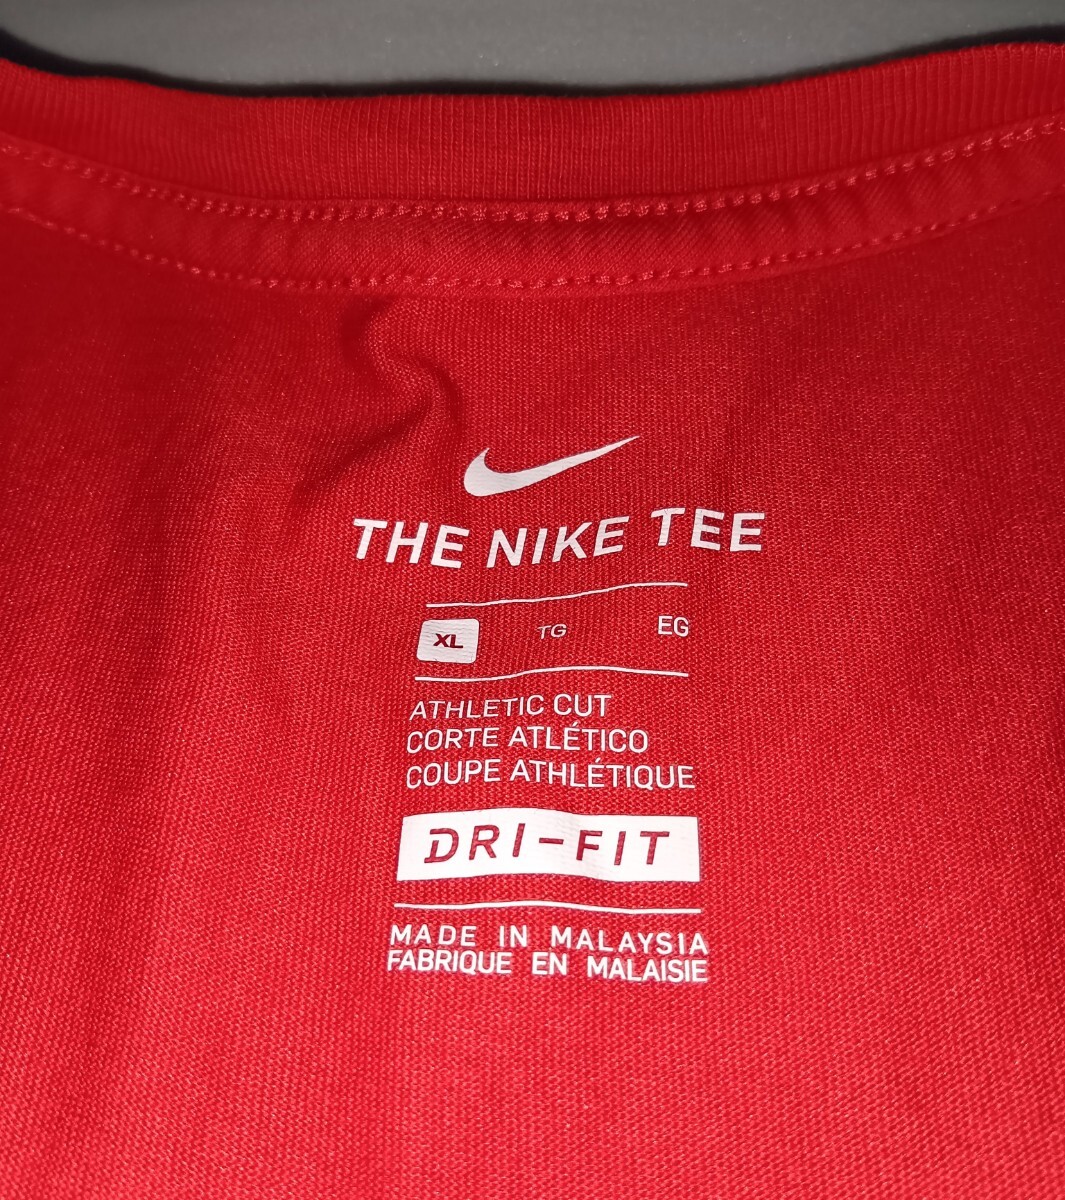 THE NIKE TEE
XL TG EG
ATHLETIC CUT
CORTE ATLÉTICO
COUPE ATHLÉTIQUE
DRI-FIT
MADE IN MALAYSIA
FABRIQUE EN MALAISIE